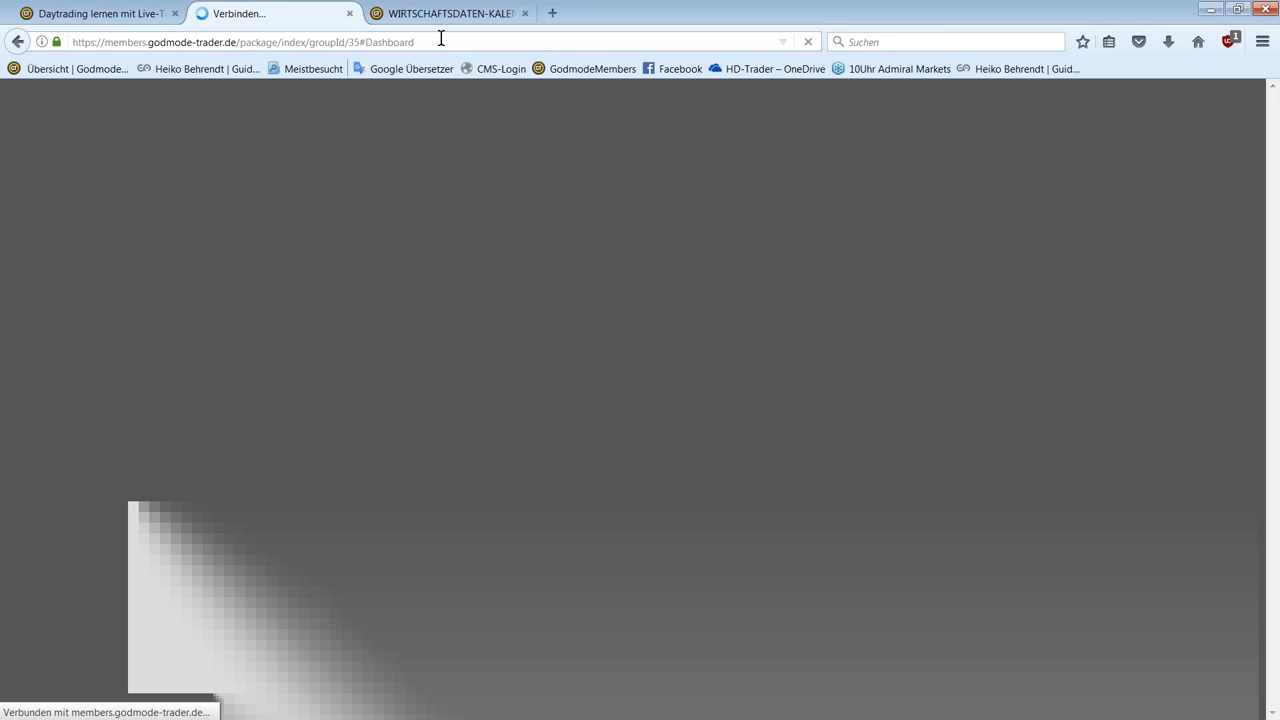 Daytrading lernen mit Live-T
Verbinden...
WIRTSCHAFTSDATEN-KALEN
https://members.godmode-trader.de/package/index/groupId/35#Dashboard
Suchen
1
Übersicht | Godmode...
Heiko Behrendt | Guid...
Meistbesucht
Google Übersetzer
CMS-Login
GodmodeMembers
Facebook
HD-Trader – OneDrive
10Uhr Admiral Markets
Heiko Behrendt | Guid...
Verbunden mit members.godmode-trader.de...